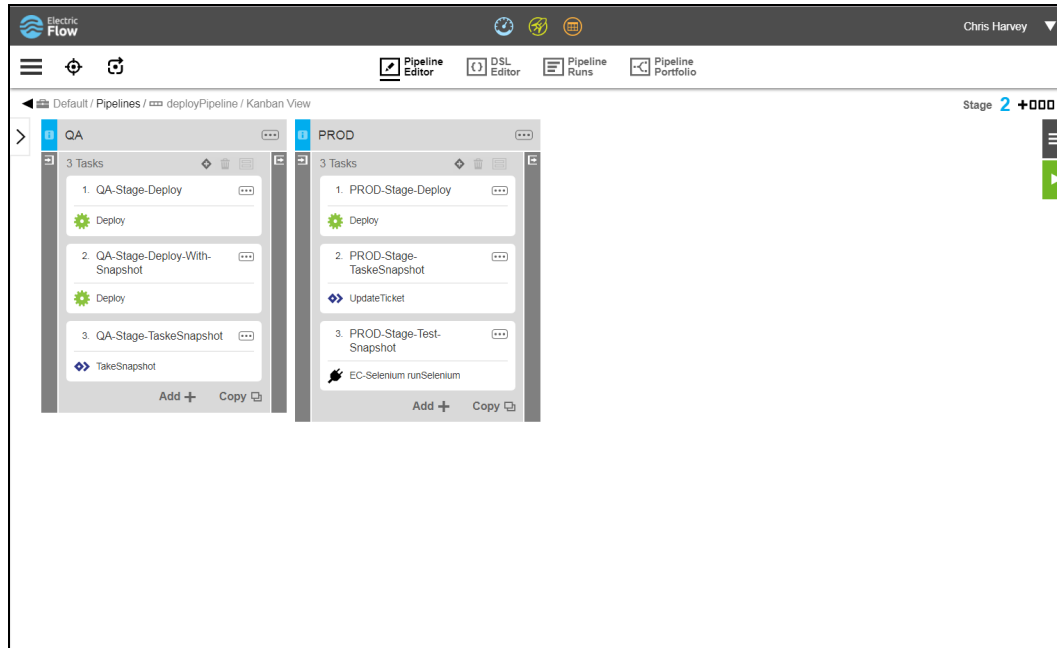 Electric
Flow
Chris Harvey
Pipeline
Editor
DSL
Editor
Pipeline
Runs
Pipeline
Portfolio
Default / Pipelines / deployPipeline / Kanban View
Stage 2
QA
3 Tasks
1. QA-Stage-Deploy
Deploy
2. QA-Stage-Deploy-With-
Snapshot
Deploy
3. QA-Stage-TaskeSnapshot
TakeSnapshot
Add Copy
PROD
3 Tasks
1. PROD-Stage-Deploy
Deploy
2. PROD-Stage-
TaskeSnapshot
UpdateTicket
3. PROD-Stage-Test-
Snapshot
EC-Selenium runSelenium
Add Copy